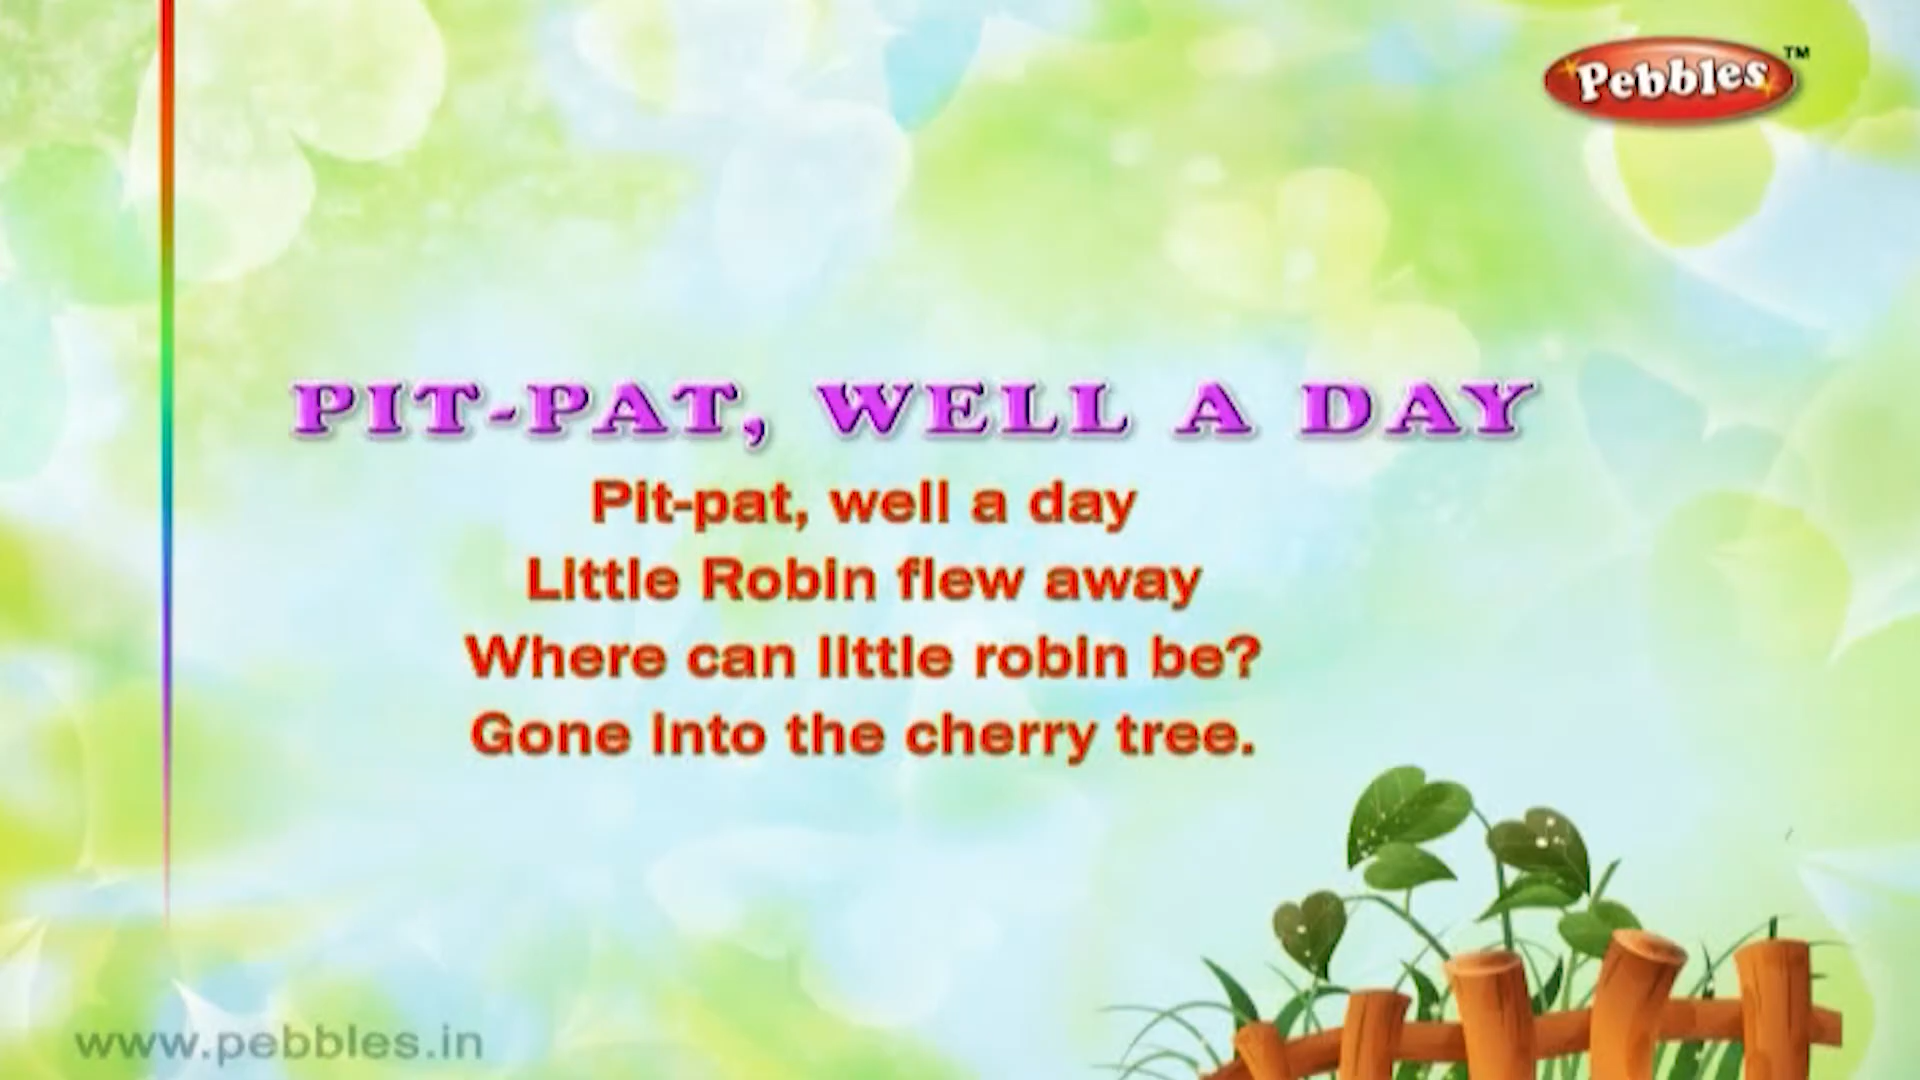 Pebbles™
PIT-PAT, WELL A DAY
Pit-pat, well a day
Little Robin flew away
Where can little robin be?
Gone into the cherry tree.
www.pebbles.in